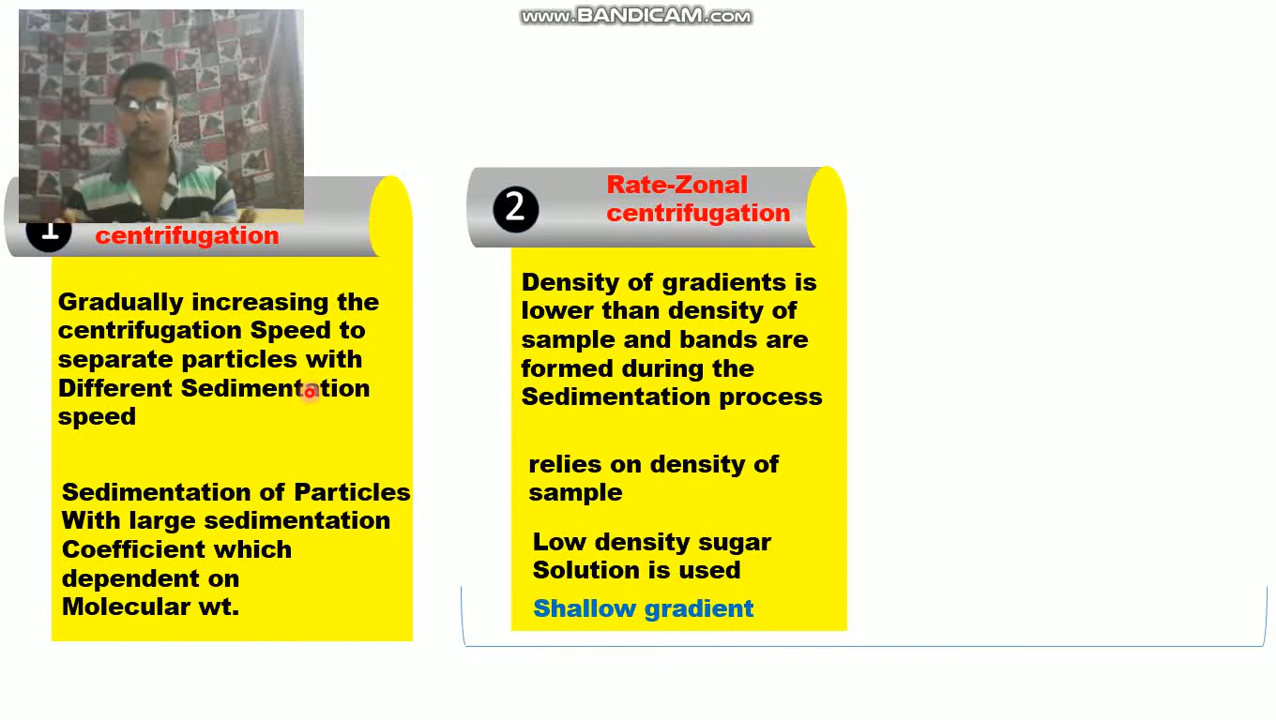 www.BANDICAM.com
1
centrifugation
Gradually increasing the
centrifugation Speed to
separate particles with
Different Sedimentation
speed
Sedimentation of Particles
With large sedimentation
Coefficient which
dependent on
Molecular wt.
2
Rate-Zonal
centrifugation
Density of gradients is
lower than density of
sample and bands are
formed during the
Sedimentation process
relies on density of
sample
Low density sugar
Solution is used
Shallow gradient